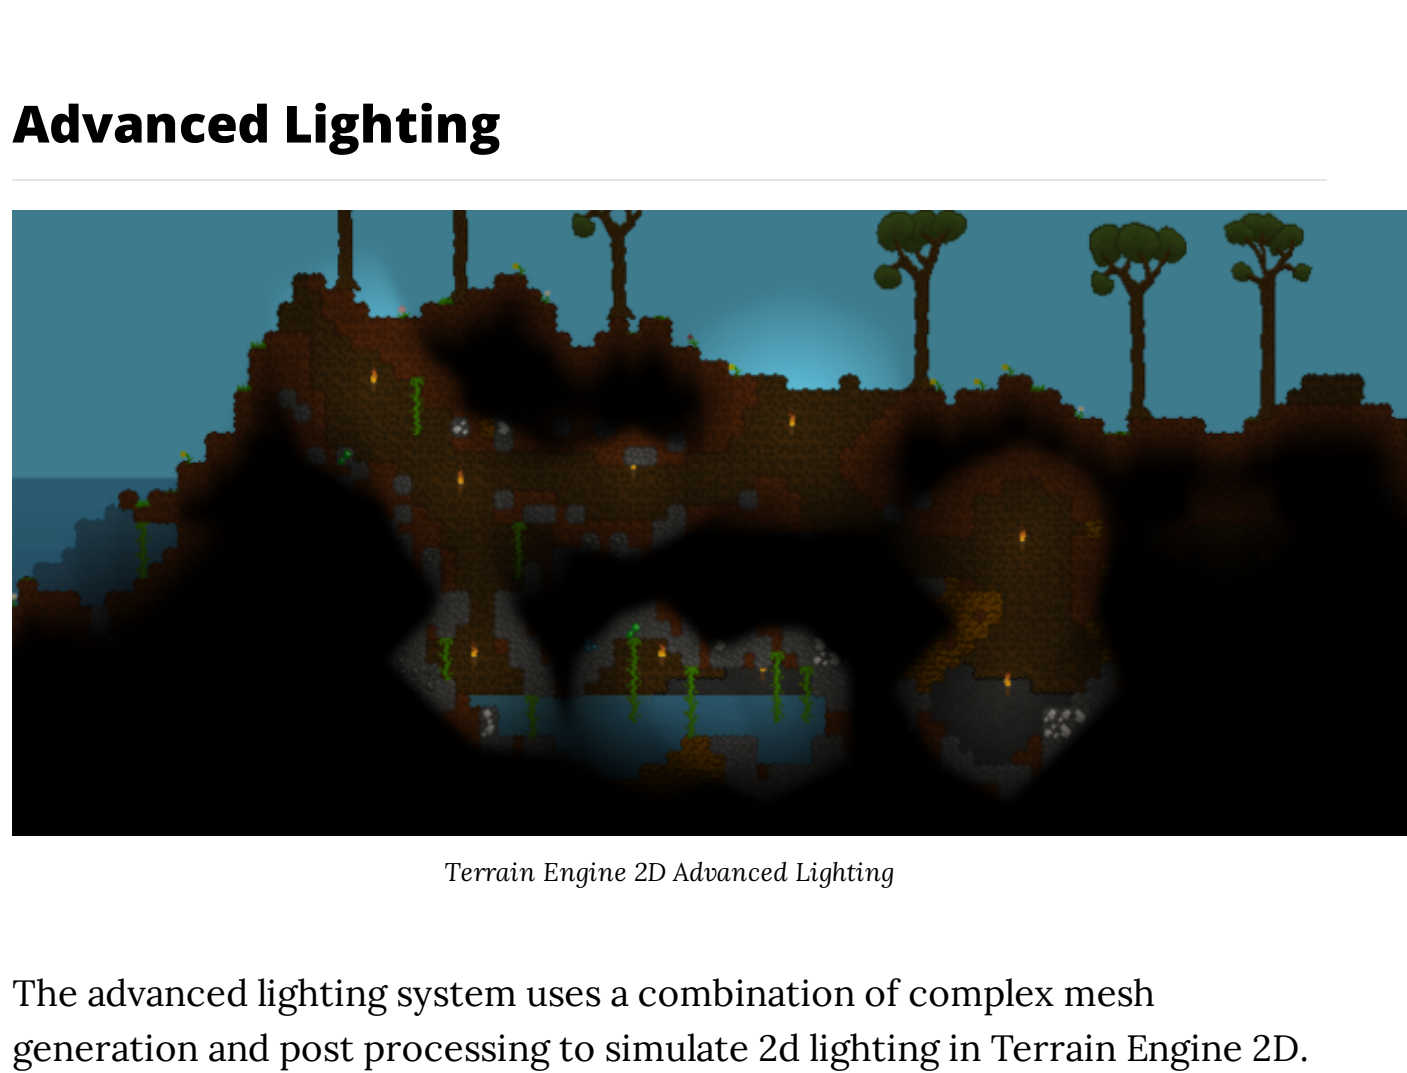 Advanced Lighting
Terrain Engine 2D Advanced Lighting
The advanced lighting system uses a combination of complex mesh
generation and post processing to simulate 2d lighting in Terrain Engine 2D.